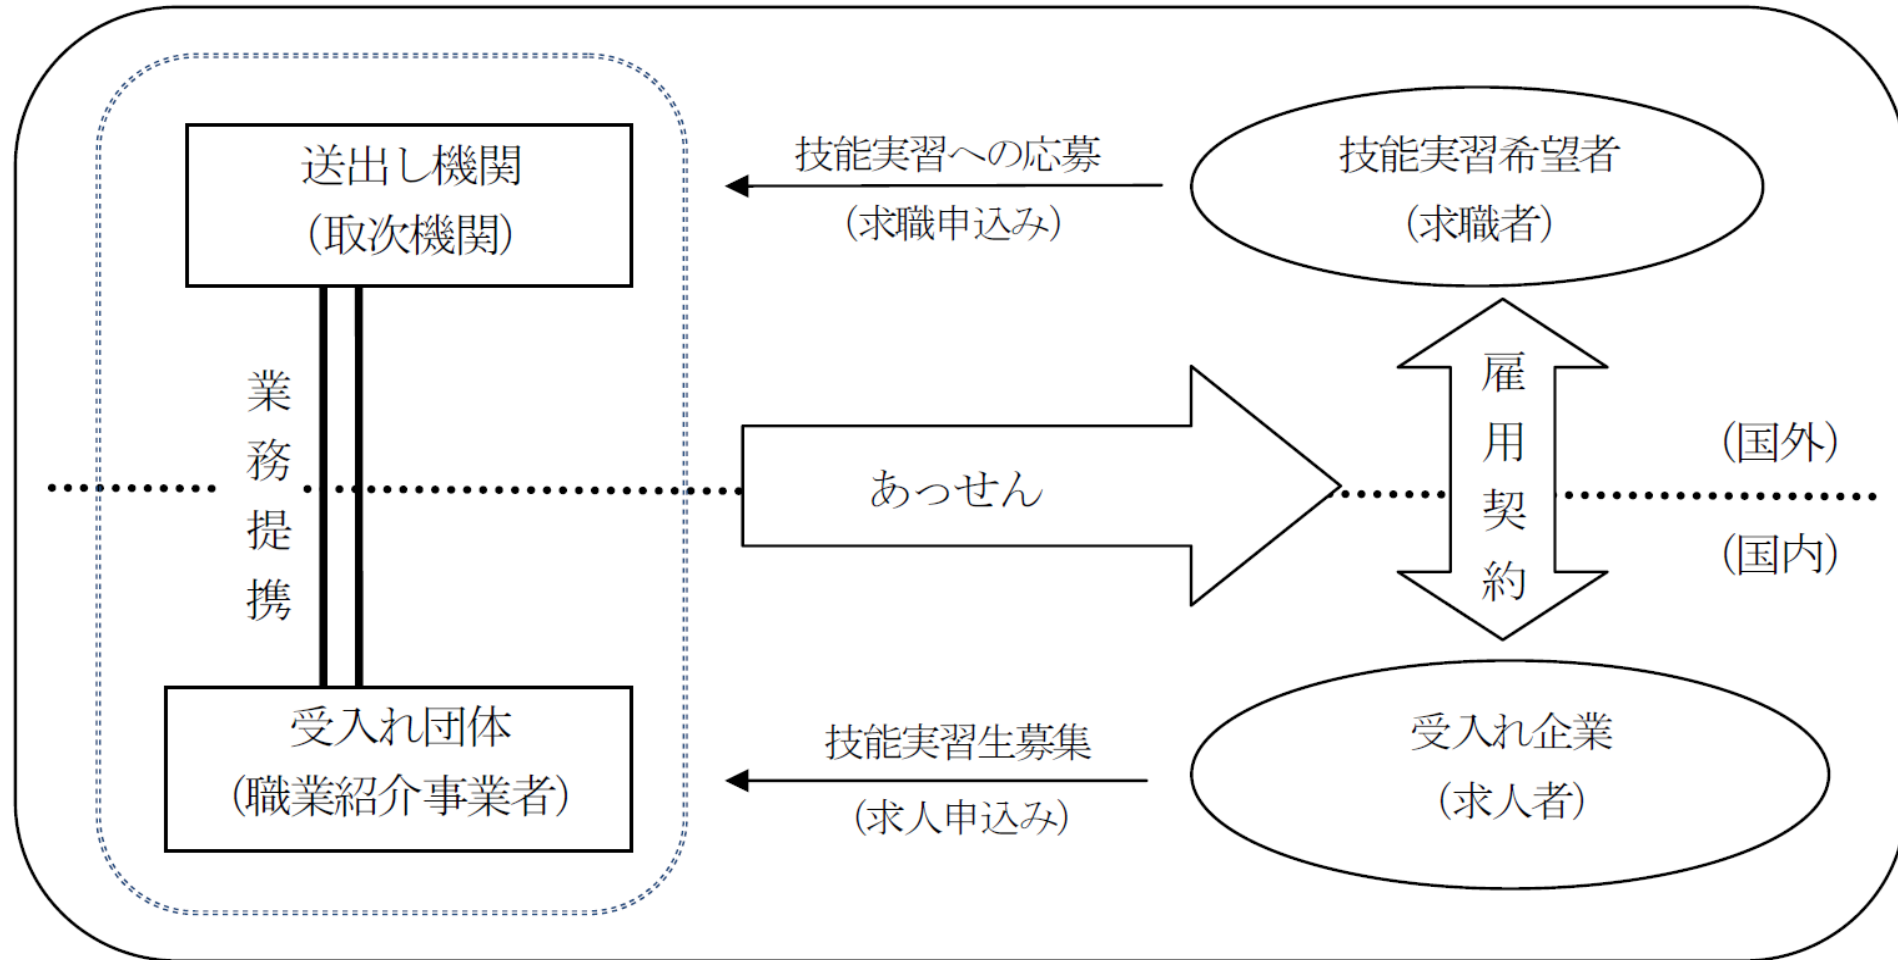 送出し機関
(取次機関)
技能実習への応募
(求職申込み)
技能実習希望者
(求職者)
業務提携
あっせん
雇用契約
(国外)
(国内)
受入れ団体
(職業紹介事業者)
技能実習生募集
(求人申込み)
受入れ企業
(求人者)